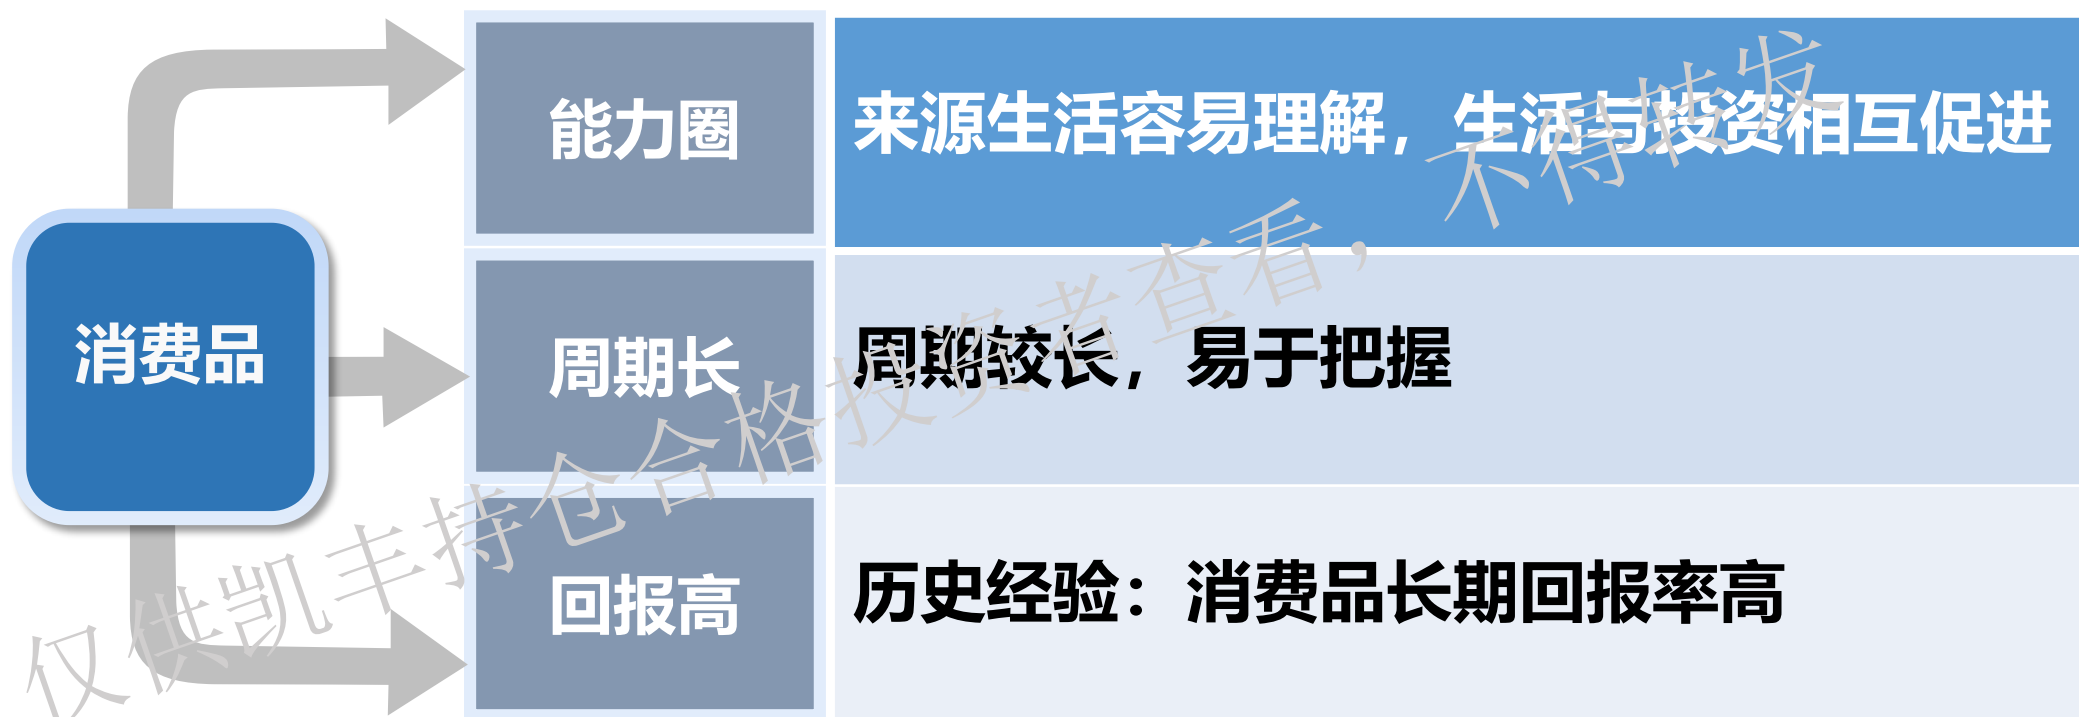 消费品
能力圈
来源生活容易理解，生活与投资相互促进
周期长
周期较长，易于把握
回报高
历史经验：消费品长期回报率高
仅供凯丰持仓合格投资者查看，不得转发